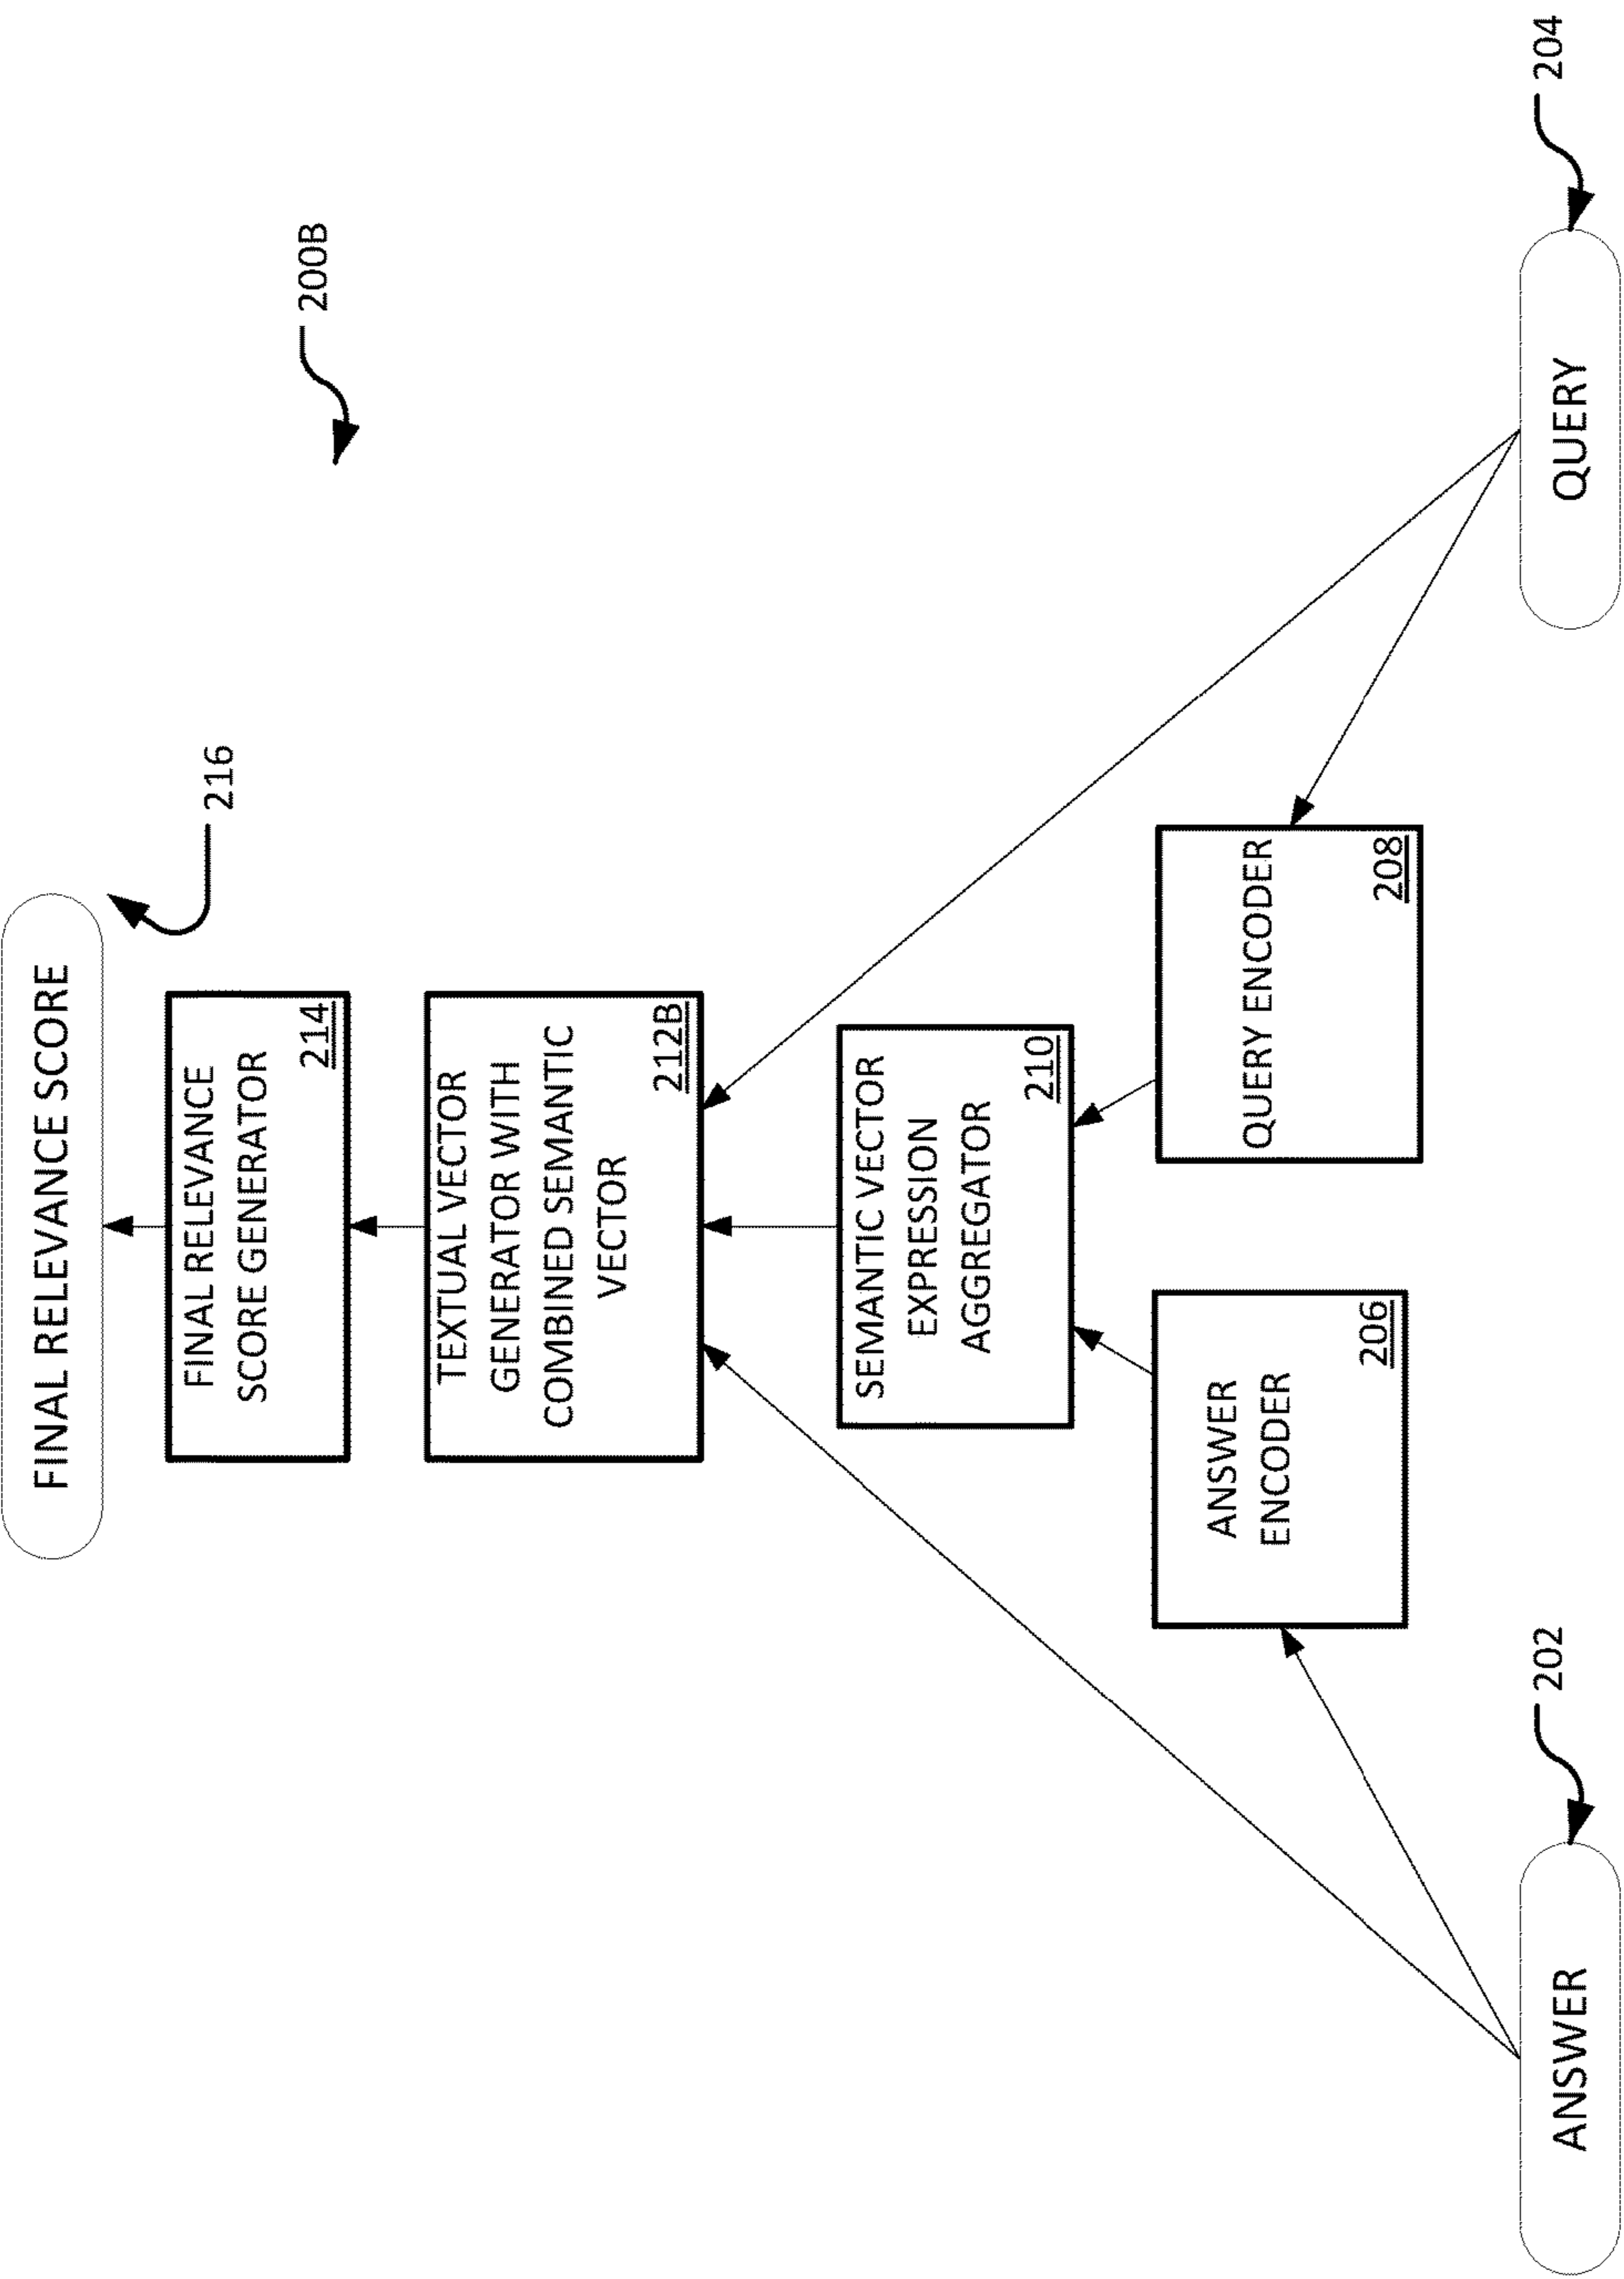 FINAL RELEVANCE SCORE
216
200B
FINAL RELEVANCE
SCORE GENERATOR
214
TEXTUAL VECTOR
GENERATOR WITH
COMBINED SEMANTIC
VECTOR
212B
SEMANTIC VECTOR
EXPRESSION
AGGREGATOR
210
ANSWER
ENCODER
206
QUERY ENCODER
208
202
ANSWER
204
QUERY